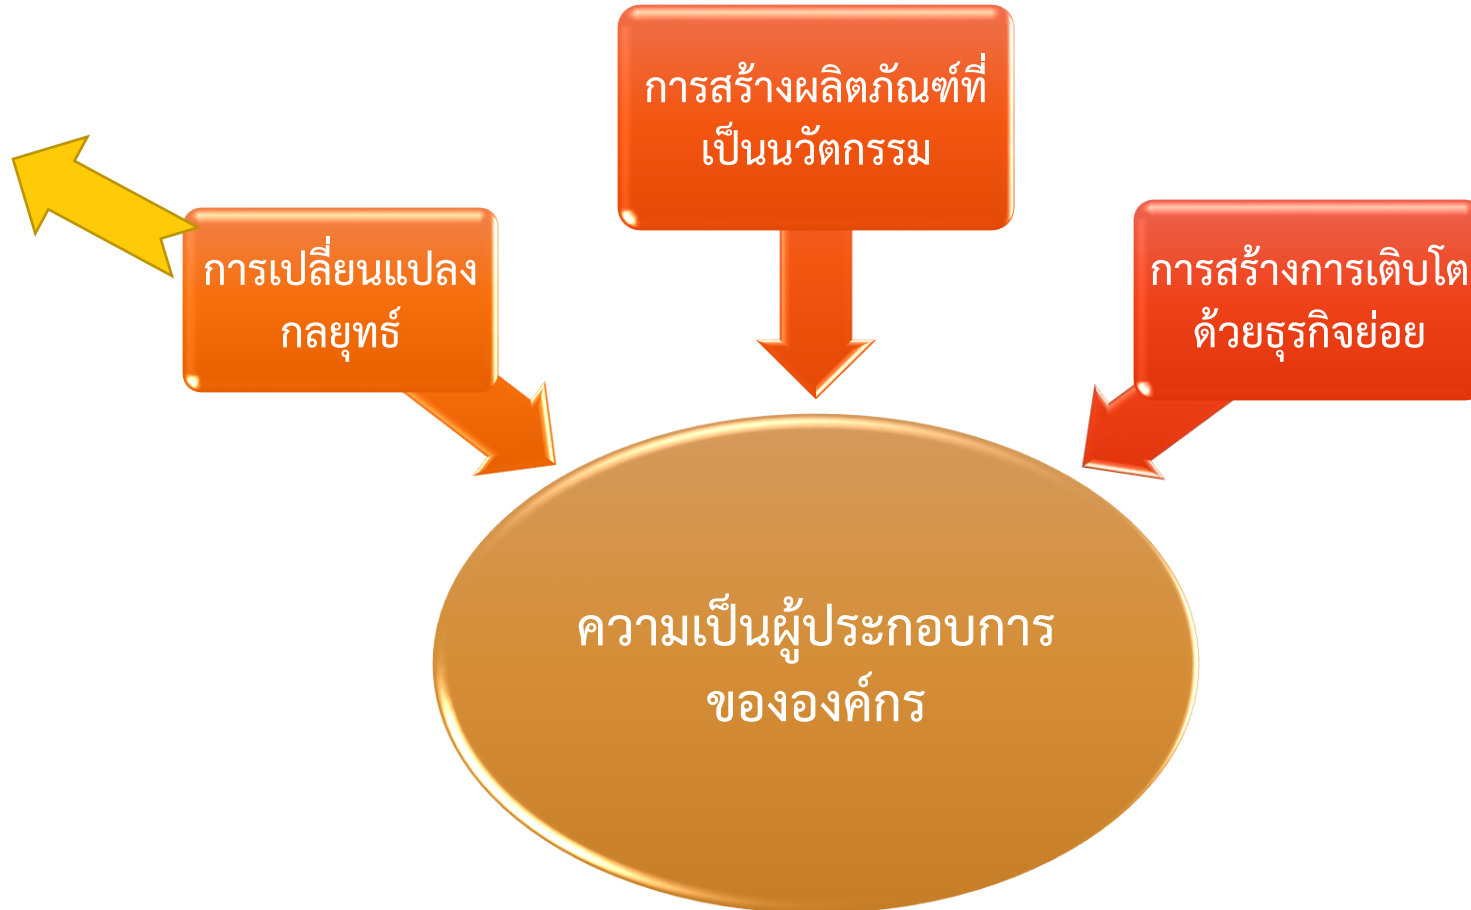 การสร้างผลิตภัณฑ์ที่
เป็นนวัตกรรม
การเปลี่ยนแปลง
กลยุทธ์
การสร้างการเติบโต
ด้วยธุรกิจย่อย
ความเป็นผู้ประกอบการ
ขององค์กร